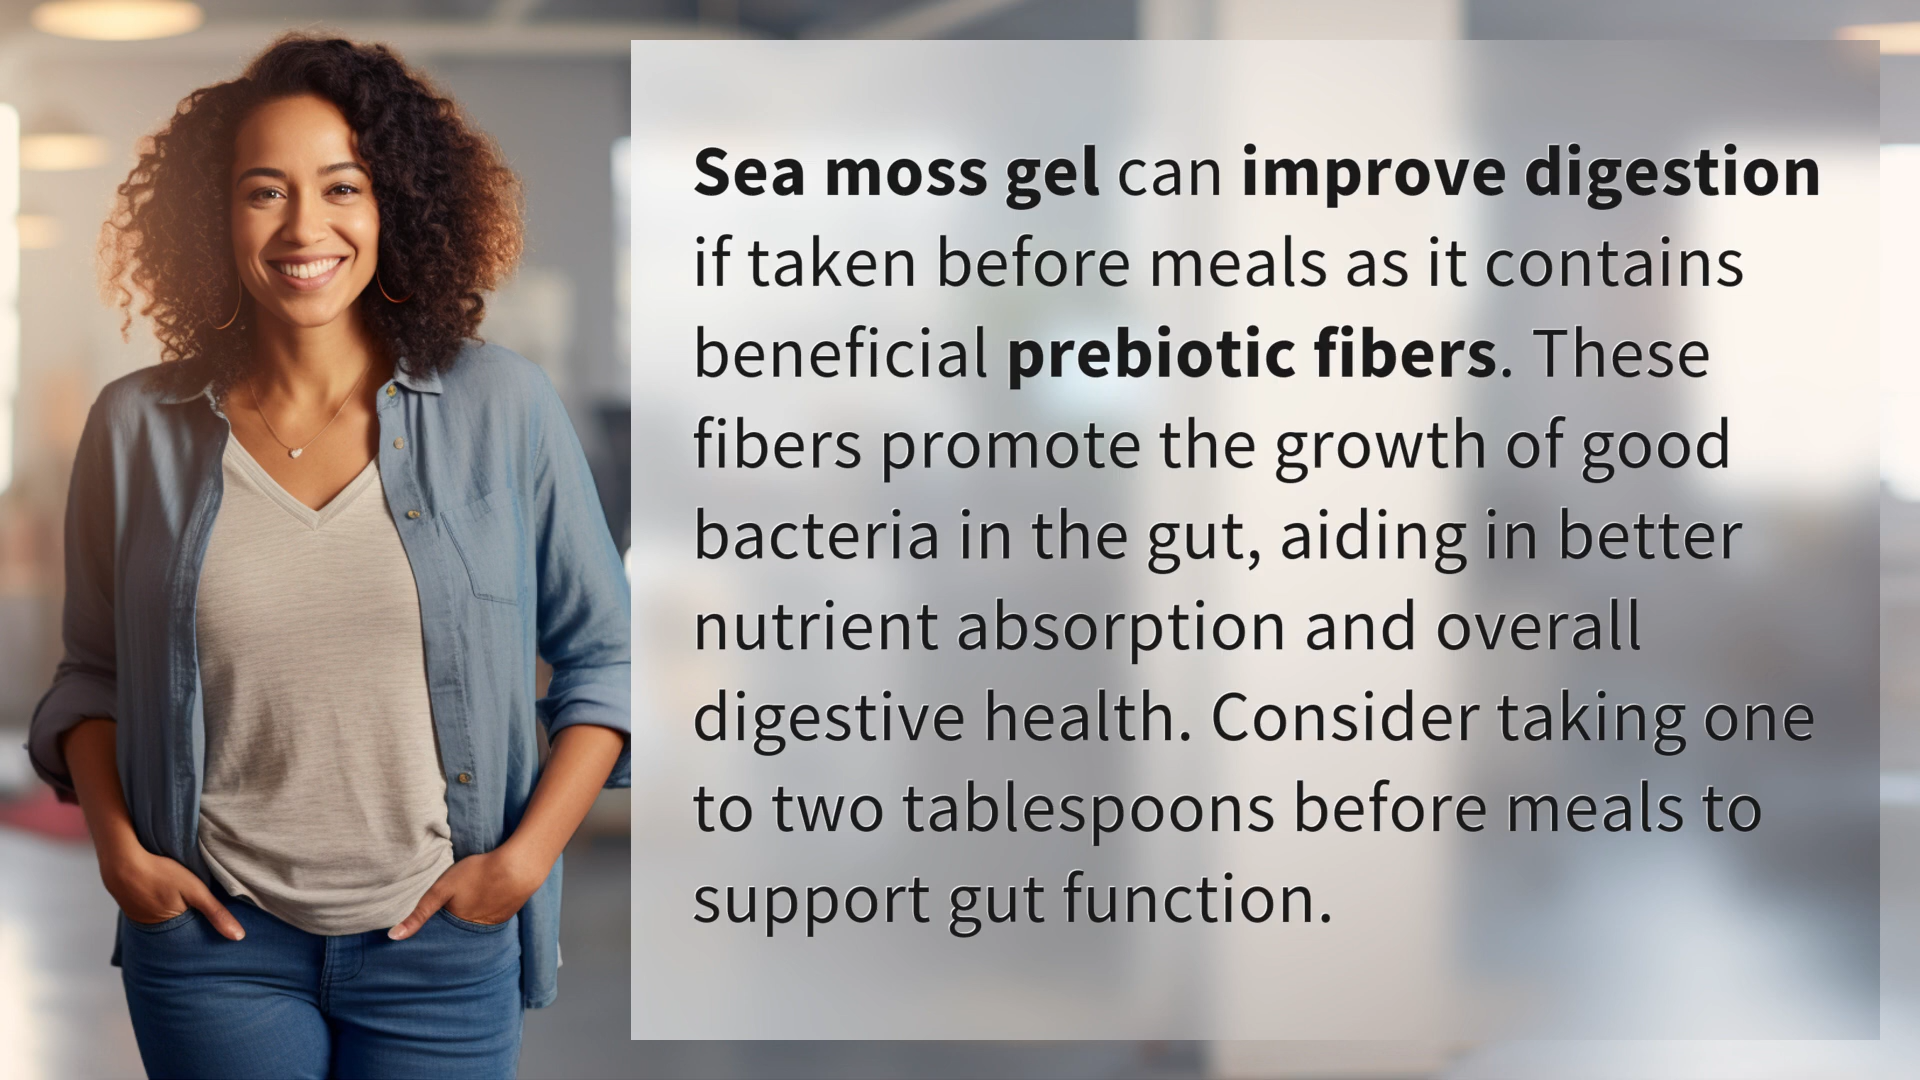 Sea moss gel can improve digestion
if taken before meals as it contains
beneficial prebiotic fibers. These
fibers promote the growth of good
bacteria in the gut, aiding in better
nutrient absorption and overall
digestive health. Consider taking one
to two tablespoons before meals to
support gut function.